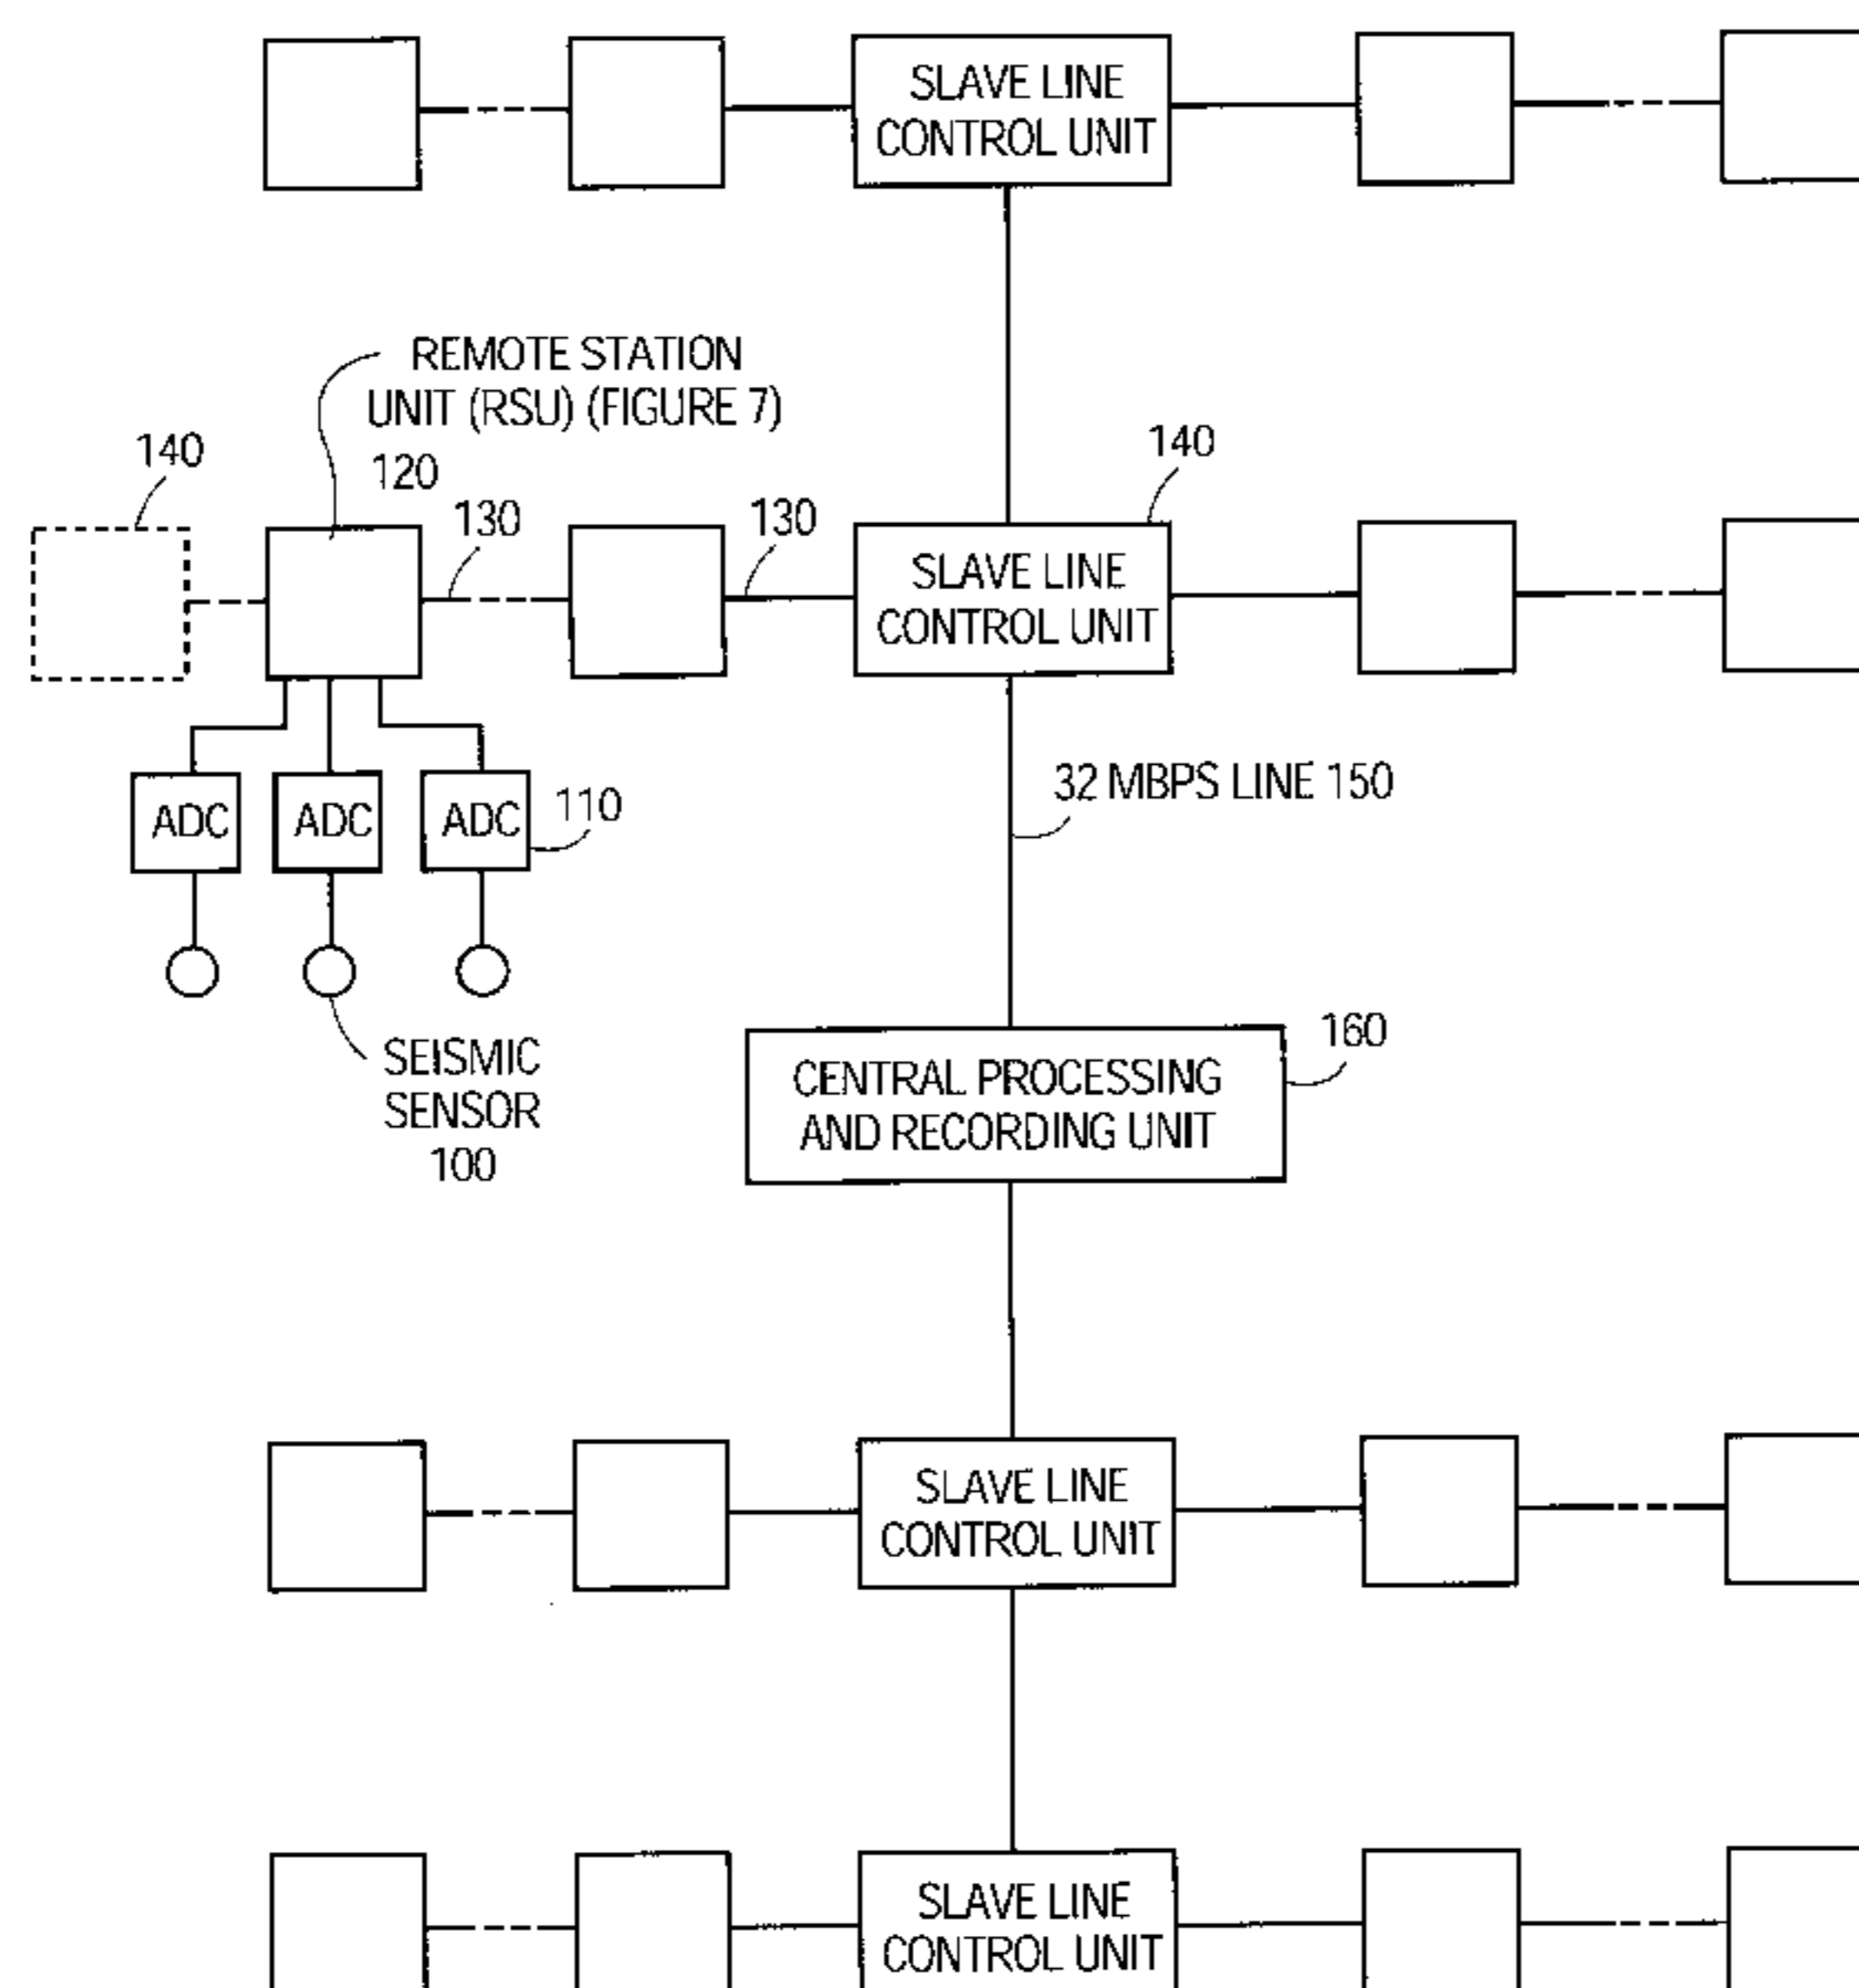 SLAVE LINE
CONTROL UNIT
REMOTE STATION
UNIT (RSU) (FIGURE 7)
120
140
130
130
140
SLAVE LINE
CONTROL UNIT
32 MBPS LINE 150
ADC
ADC
ADC
110
SEISMIC
SENSOR
100
160
CENTRAL PROCESSING
AND RECORDING UNIT
SLAVE LINE
CONTROL UNIT
SLAVE LINE
CONTROL UNIT